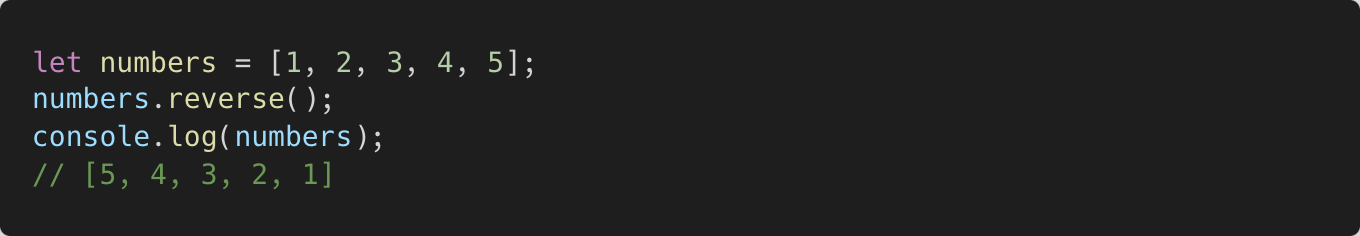 let numbers = [1, 2, 3, 4, 5];
numbers.reverse();
console.log(numbers);
// [5, 4, 3, 2, 1]